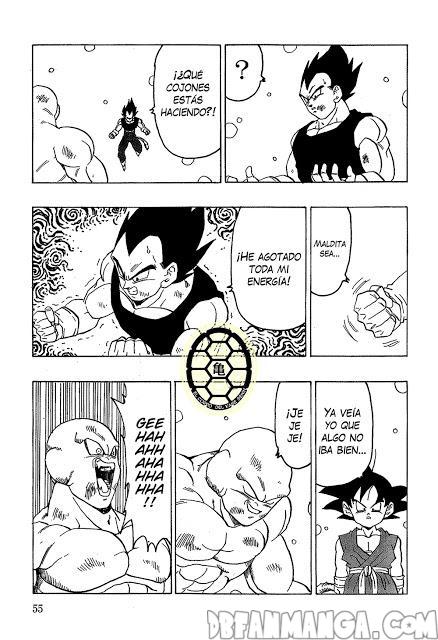 ?
¡¿QUÉ
COJONES
ESTÁS
HACIENDO?!
MALDITA
SEA...
¡HE AGOTADO
TODA MI
ENERGÍA!
YA VEÍA
YO QUE
ALGO NO
IBA BIEN...
¡JE
JE
JE!
GEE
HAH
AHH
AHA
HHA
HHA
!!
亀
55
DBFANMANGA.COM